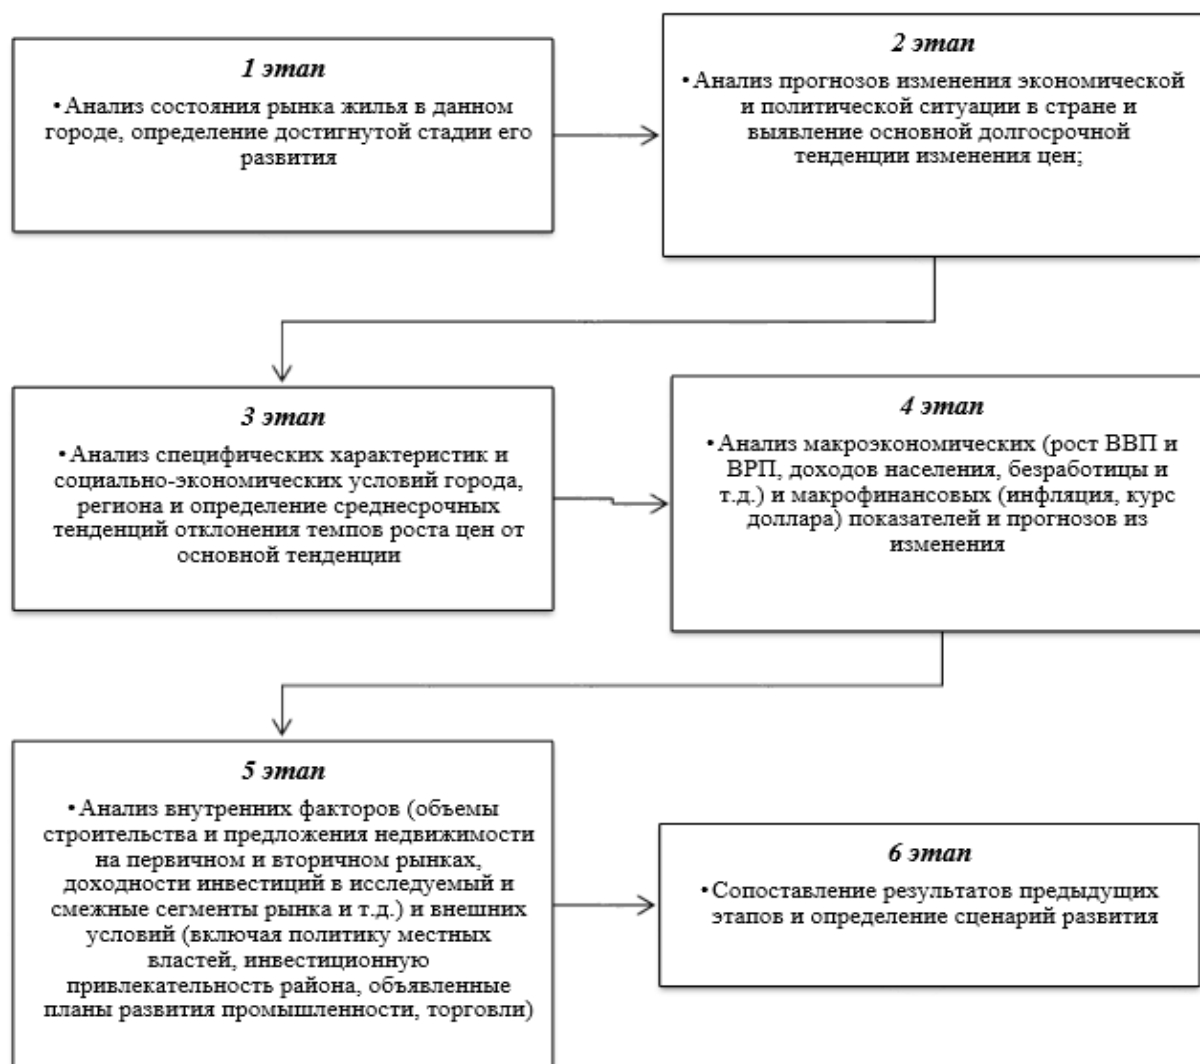 1 этап
•Анализ состояния рынка жилья в данном
городе, определение достигнутой стадии его
развития
2 этап
•Анализ прогнозов изменения экономической
и политической ситуации в стране и
выявление основной долгосрочной
тенденции изменения цен;
3 этап
•Анализ специфических характеристик и
социально-экономических условий города,
региона и определение среднесрочных
тенденций отклонения темпов роста цен от
основной тенденции
4 этап
•Анализ макроэкономических (рост ВВП и
ВРП, доходов населения, безработицы и
т.д.) и макрофинансовых (инфляция, курс
доллара) показателей и прогнозов из
изменения
5 этап
•Анализ внутренних факторов (объемы
строительства и предложения недвижимости
на первичном и вторичном рынках,
доходности инвестиций в исследуемый и
смежные сегменты рынка и т.д.) и внешних
условий (включая политику местных
властей, инвестиционную
привлекательность района, объявленные
планы развития промышленности, торговли)
6 этап
•Сопоставление результатов предыдущих
этапов и определение сценарий развития